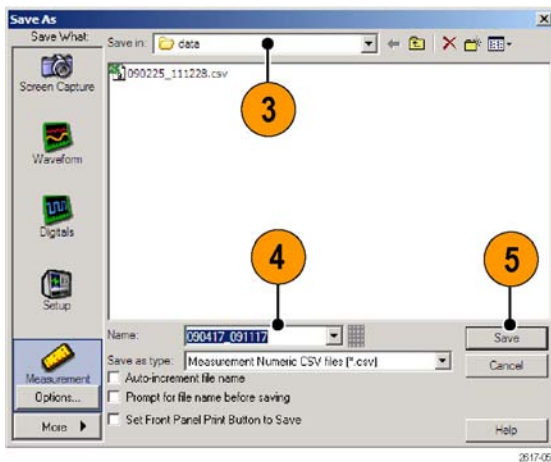 Save As
Save What:
Save in: data
Screen Capture
090225_111228.csv
3
Waveform
Digitals
4
5
Setup
Name: 090417_091117
Save
Save as type: Measurement Numeric CSV files (*.csv)
Cancel
Measurement
Auto-increment file name
Options...
Prompt for file name before saving
More
Set Front Panel Print Button to Save
Help
2617-05